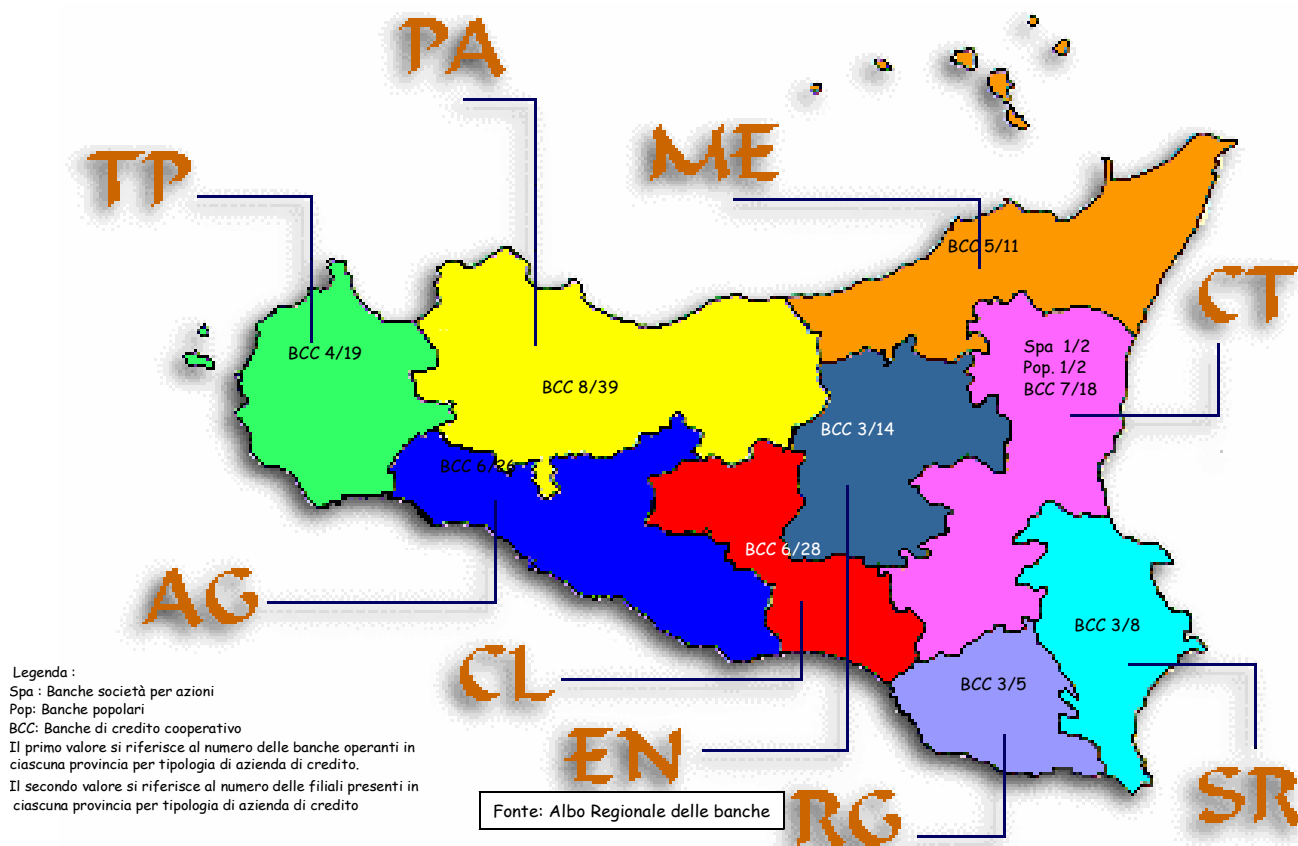 PA
ME
TP
CT
BCC 5/11
BCC 4/19
Spa 1/2
Pop. 1/2
BCC 7/18
BCC 8/39
BCC 3/14
BCC 6/26
BCC 6/28
AG
BCC 3/8
CL
BCC 3/5
EN
SR
RG
Legenda :
Spa : Banche società per azioni
Pop: Banche popolari
BCC: Banche di credito cooperativo
Il primo valore si riferisce al numero delle banche operanti in
ciascuna provincia per tipologia di azienda di credito.
Il secondo valore si riferisce al numero delle filiali presenti in
ciascuna provincia per tipologia di azienda di credito
Fonte: Albo Regionale delle banche